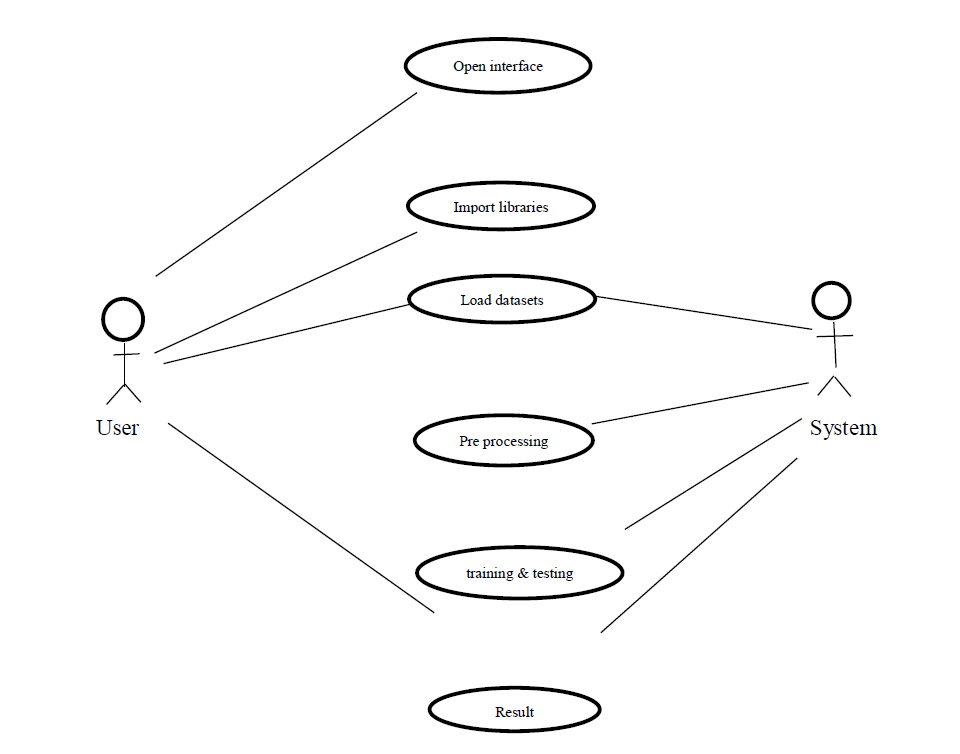 Open interface
Import libraries
Load datasets
User
System
Pre processing
training & testing
Result